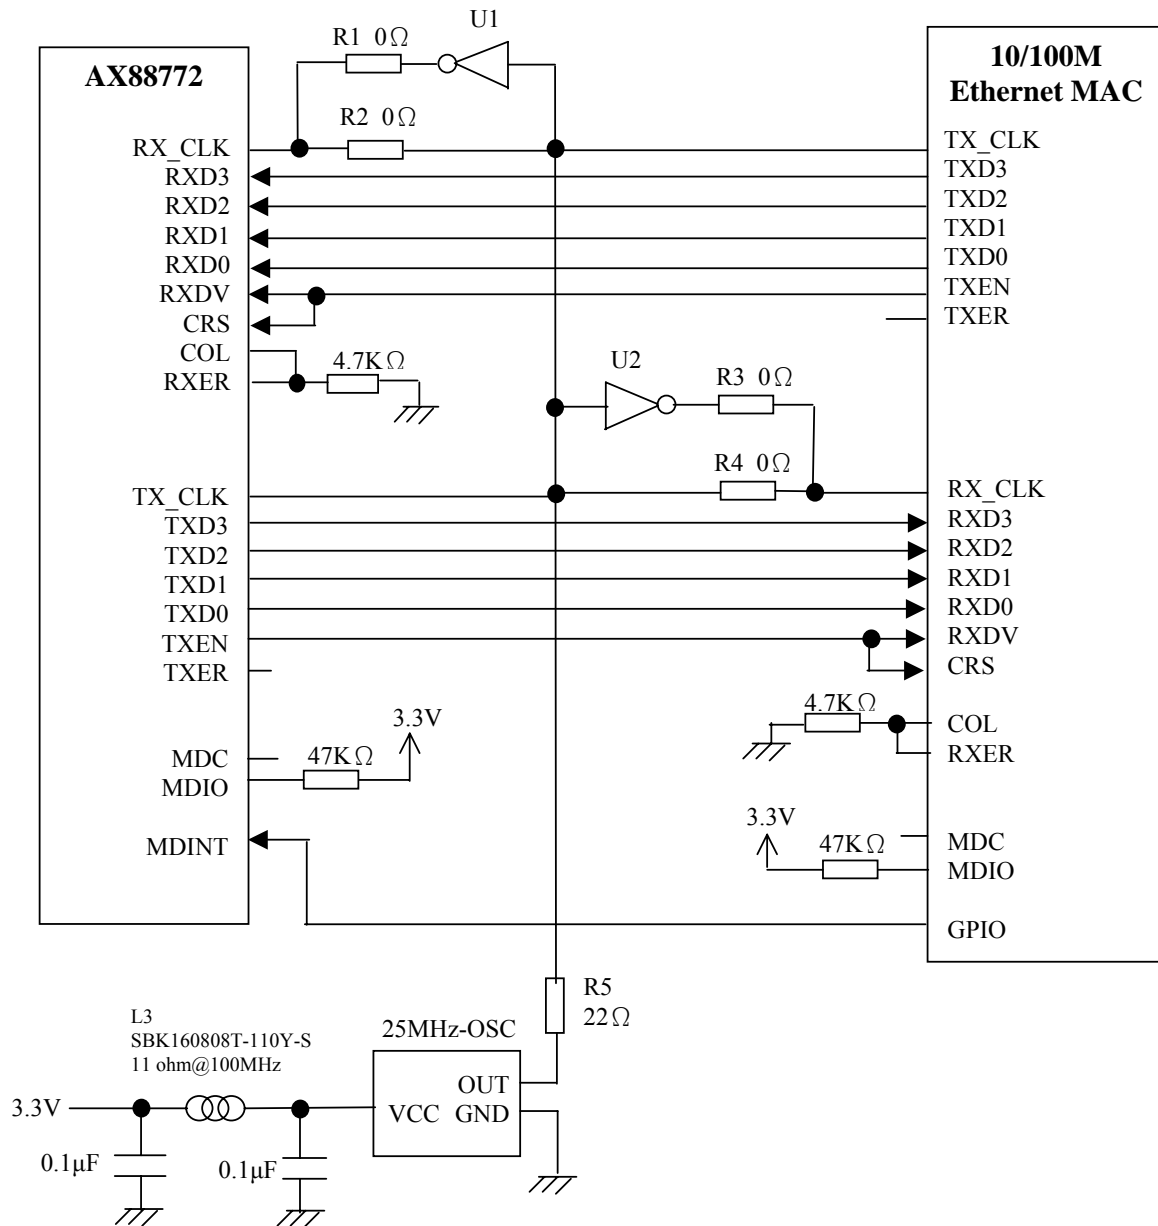 U1
R1 0Ω
AX88772
10/100M
Ethernet MAC
R2 0Ω
RX_CLK
RXD3
RXD2
RXD1
RXD0
RXDV
CRS
COL
RXER
4.7KΩ
TX_CLK
TXD3
TXD2
TXD1
TXD0
TXEN
TXER
U2
R3 0Ω
R4 0Ω
TX_CLK
TXD3
TXD2
TXD1
TXD0
TXEN
TXER
RX_CLK
RXD3
RXD2
RXD1
RXD0
RXDV
CRS
4.7KΩ
COL
RXER
3.3V
MDC
47KΩ
MDIO
MDINT
3.3V
47KΩ
MDC
MDIO
GPIO
R5
22Ω
L3
SBK160808T-110Y-S
11 ohm@100MHz
25MHz-OSC
OUT
VCC GND
3.3V
0.1μF
0.1μF